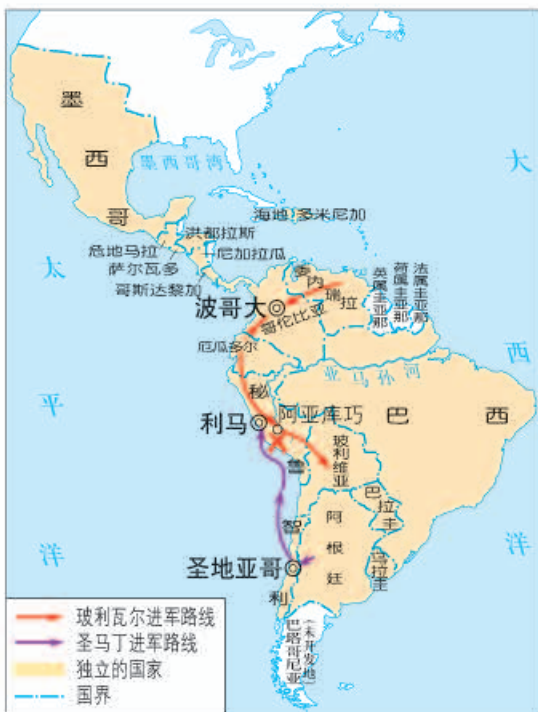 墨西哥
墨西哥湾
大西洋
太平洋
海地
多米尼加
洪都拉斯
危地马拉
尼加拉瓜
萨尔瓦多
哥斯达黎加
委内瑞拉
英属圭亚那
荷属圭亚那
法属圭亚那
波哥大
哥伦比亚
厄瓜多尔
亚马孙河
秘鲁
阿亚库巧
利马
巴西
玻利维亚
巴拉圭
智利
阿根廷
乌拉圭
圣地亚哥
巴塔哥尼亚
(未开发地)
玻利瓦尔进军路线
圣马丁进军路线
独立的国家
国界